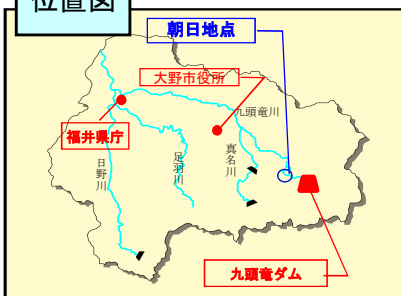 位置図
朝日地点
大野市役所
九頭竜川
福井県庁
日野川
足羽川
真名川
九頭竜ダム